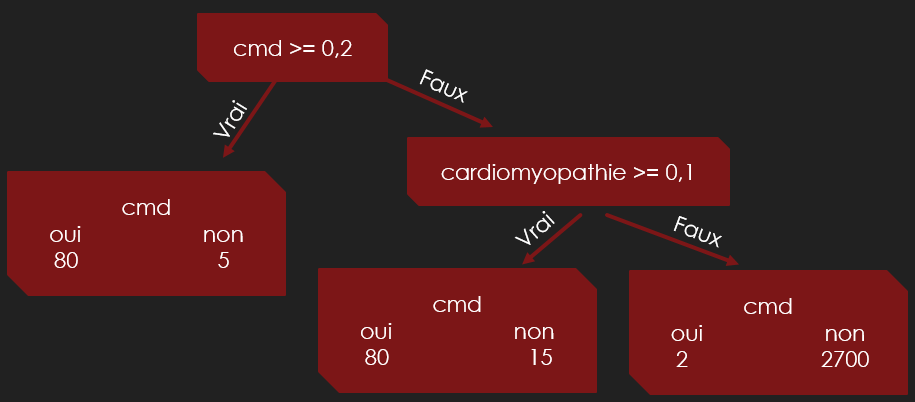 cmd >= 0,2
Vrai
Faux
cardiomyopathie >= 0,1
cmd
oui non
80 5
Vrai
Faux
cmd
oui non
80 15
cmd
oui non
2 2700